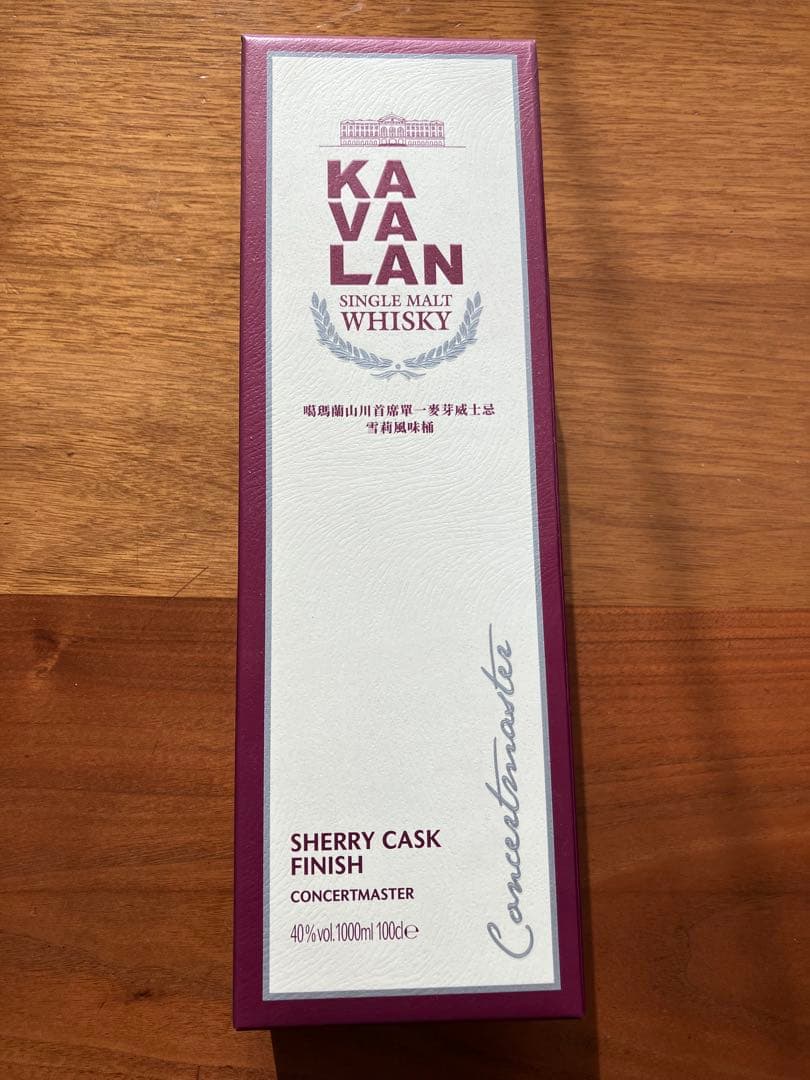 KA
VA
LAN
SINGLE MALT
WHISKY
噶瑪蘭山川首席單一麥芽威士忌
雪莉風味桶
Concertmaster
SHERRY CASK
FINISH
CONCERTMASTER
40%vol.1000ml 100cl℮